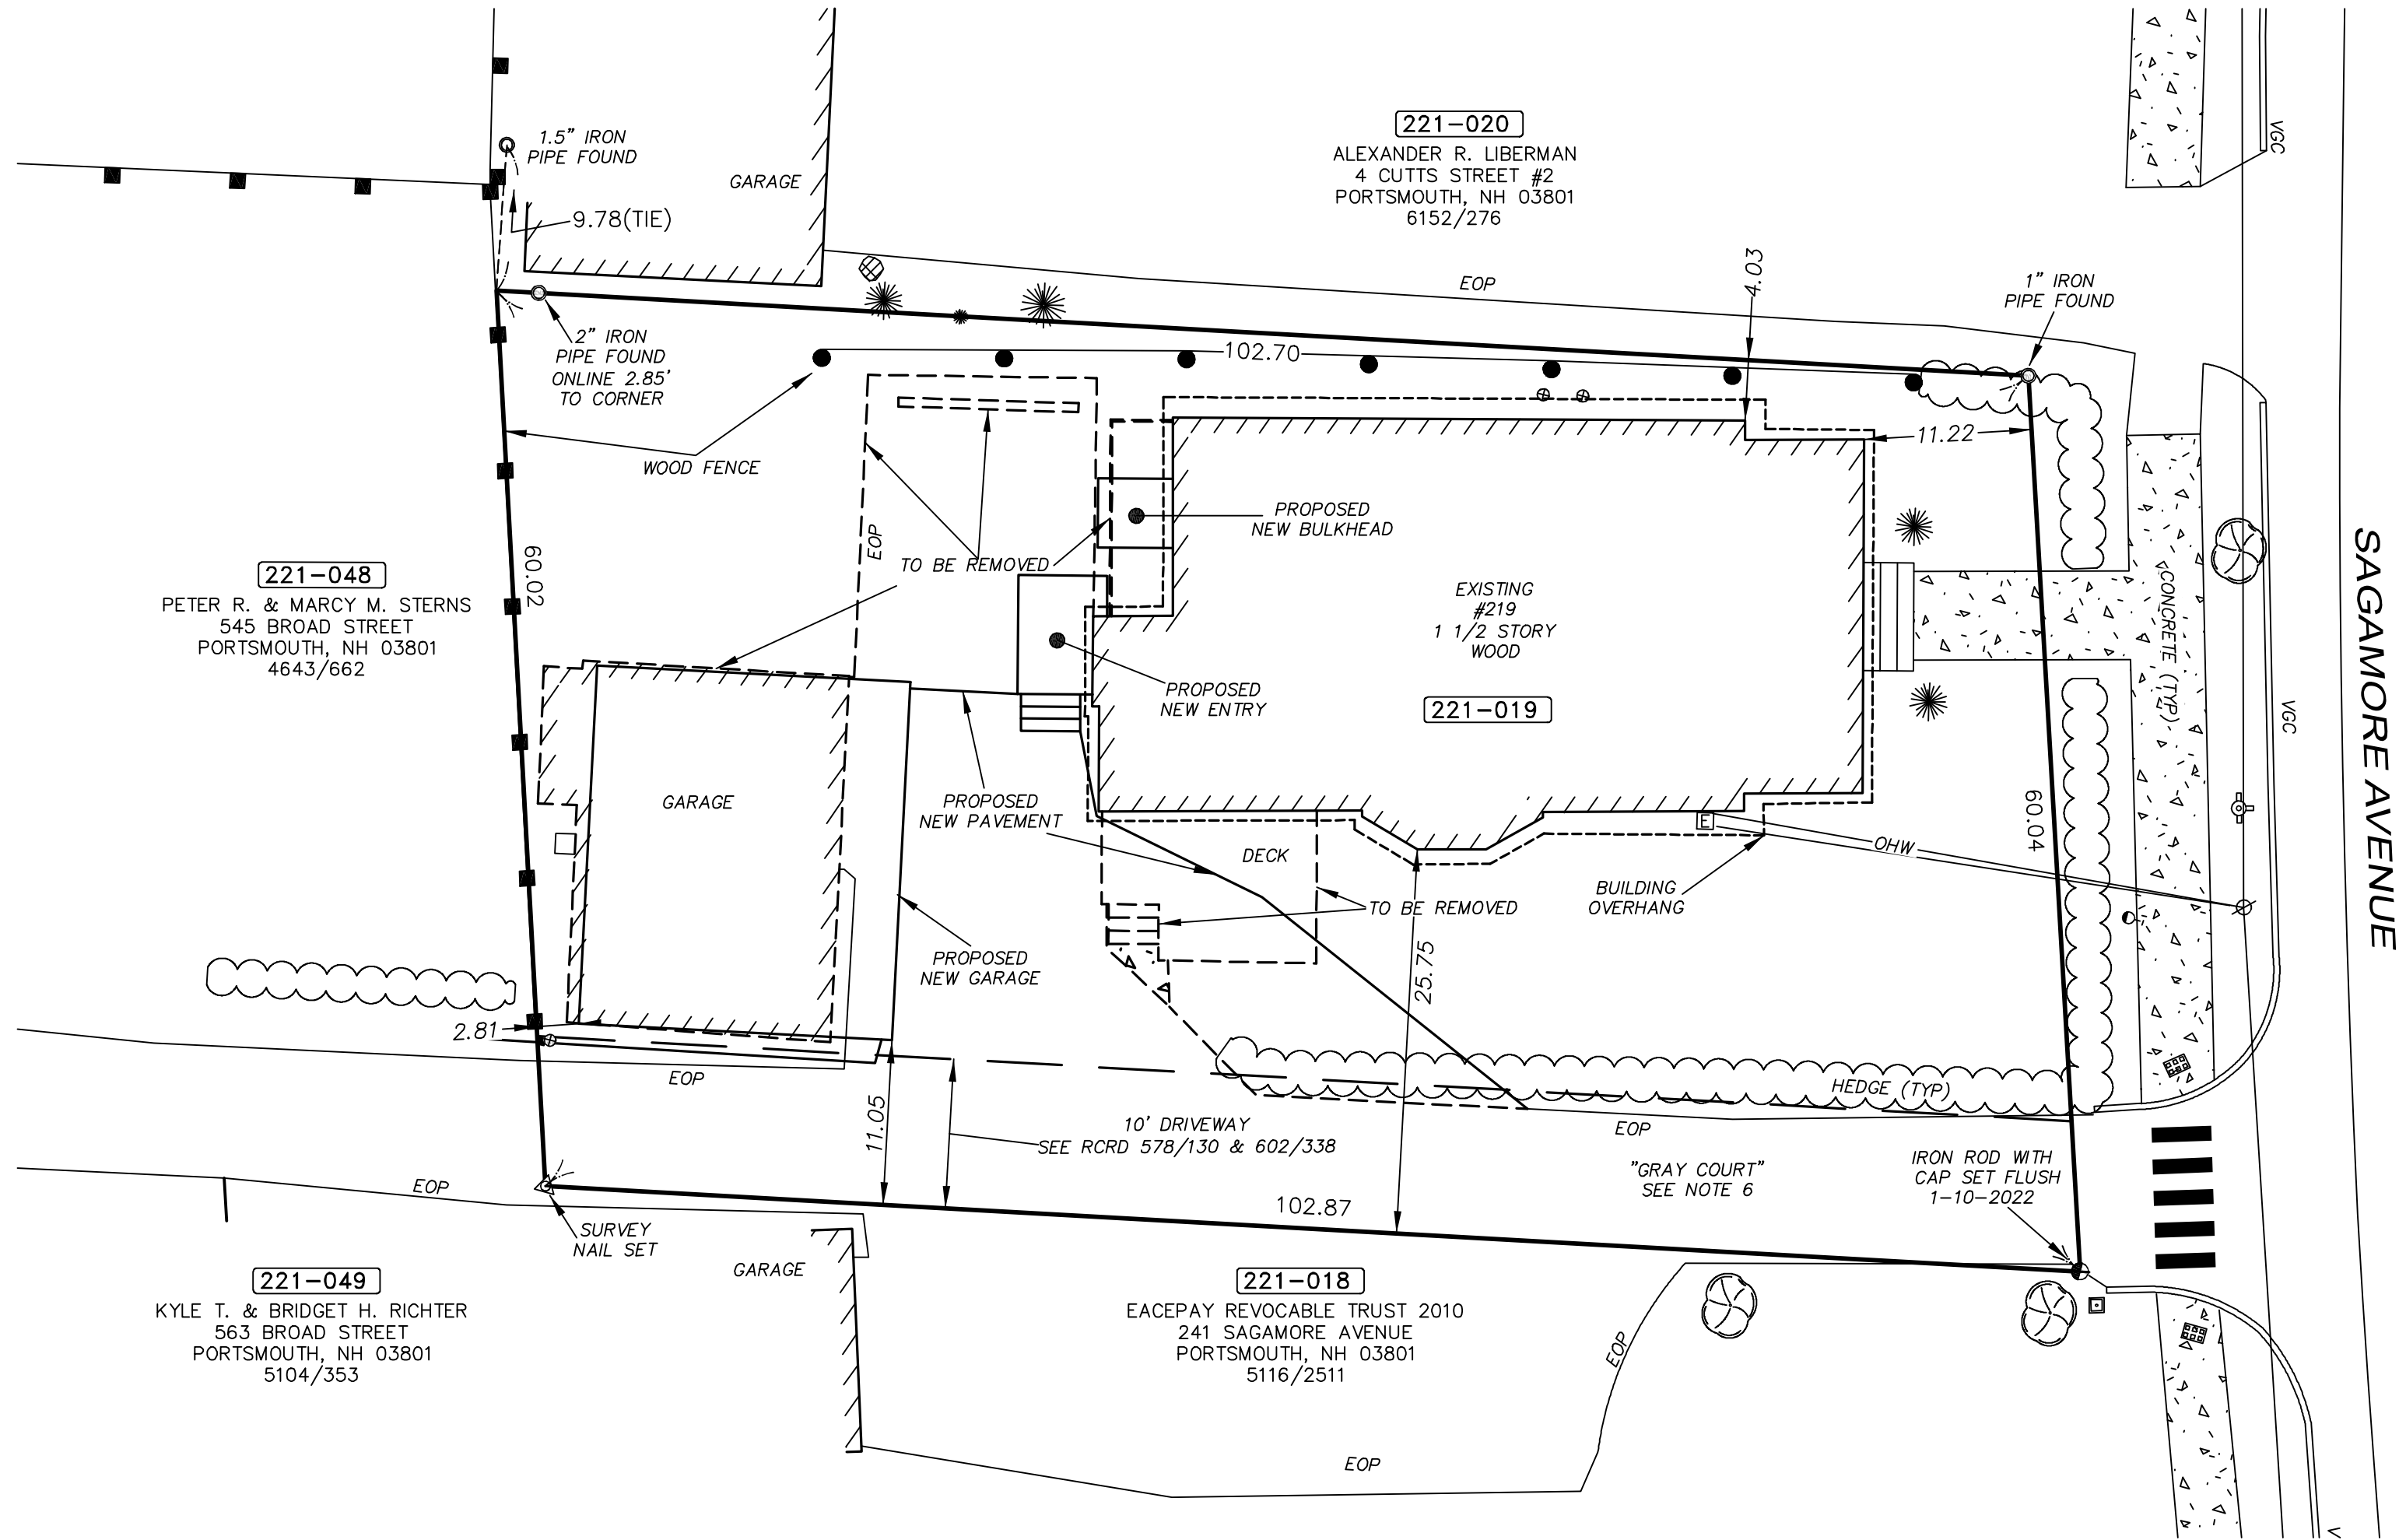 221-020
ALEXANDER R. LIBERMAN
4 CUTTS STREET #2
PORTSMOUTH, NH 03801
6152/276
1.5" IRON
PIPE FOUND
GARAGE
9.78(TIE)
VGC
EOP
4.03
1" IRON
PIPE FOUND
2" IRON
PIPE FOUND
ONLINE 2.85'
TO CORNER
102.70
WOOD FENCE
11.22
EOP
PROPOSED
NEW BULKHEAD
TO BE REMOVED
60.02
221-048
PETER R. & MARCY M. STERNS
545 BROAD STREET
PORTSMOUTH, NH 03801
4643/662
EXISTING
#219
1 1/2 STORY
WOOD
221-019
CONCRETE (TYP)
SAGAMORE AVENUE
VGC
PROPOSED
NEW ENTRY
GARAGE
PROPOSED
NEW PAVEMENT
60.04
E
OHW
DECK
BUILDING
OVERHANG
TO BE REMOVED
PROPOSED
NEW GARAGE
25.75
2.81
EOP
HEDGE (TYP)
11.05
10' DRIVEWAY
SEE RCRD 578/130 & 602/338
EOP
"GRAY COURT"
SEE NOTE 6
IRON ROD WITH
CAP SET FLUSH
1-10-2022
EOP
102.87
SURVEY
NAIL SET
GARAGE
221-049
KYLE T. & BRIDGET H. RICHTER
563 BROAD STREET
PORTSMOUTH, NH 03801
5104/353
221-018
EACEPAY REVOCABLE TRUST 2010
241 SAGAMORE AVENUE
PORTSMOUTH, NH 03801
5116/2511
EOP
EOP
V